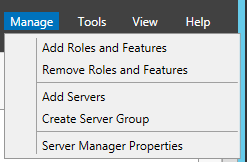 Manage Tools View Help
Add Roles and Features
Remove Roles and Features
Add Servers
Create Server Group
Server Manager Properties